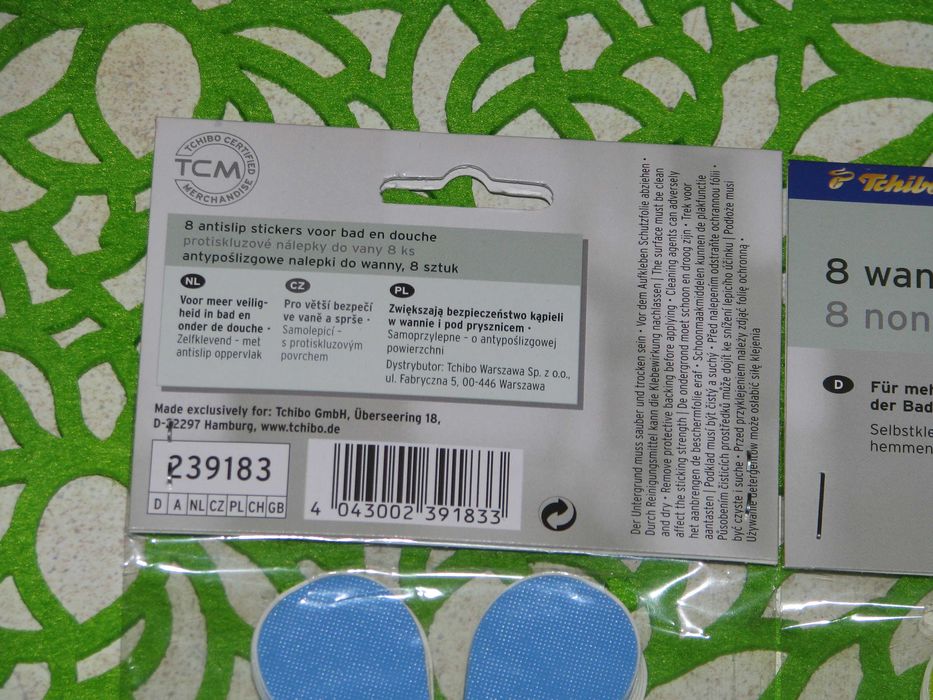 TCHIBO CERTIFIED
TCM
MERCHANDISE
8 antislip stickers voor bad en douche
protiskluzové nálepky do vany 8 ks
antypoślizgowe nalepki do wanny, 8 sztuk
NL
Voor meer veilig-
heid in bad en
onder de douche •
Zelfklevend - met
antislip oppervlak
CZ
Pro větší bezpečí
ve vaně a sprše •
Samolepící -
s protiskluzovým
povrchem
PL
Zwiększają bezpieczeństwo kąpieli
w wannie i pod prysznicem •
Samoprzylepne - o antypoślizgowej
powierzchni
Dystrybutor: Tchibo Warszawa Sp. z o.o.,
ul. Fabryczna 5, 00-446 Warszawa
Made exclusively for: Tchibo GmbH, Überseering 18,
D-22297 Hamburg, www.tchibo.de
239183
D A NL CZ PL CH GB
4 043002 391833
Der Untergrund muss sauber und trocken sein • Vor dem Aufkleben Schutzfolie abziehen •
Durch Reinigungsmittel kann die Klebewirkung nachlassen | The surface must be clean
and dry • Remove protective backing before applying • Cleaning agents can adversely
affect the sticking strength | De ondergrond moet schoon en droog zijn • Trek voor
het aanbrengen de beschermfolie eraf • Schoonmaakmiddelen kunnen de plakfunctie
aantasten | Podklad musí být čistý a suchý • Před nalepením odstraňte ochrannou fólii •
Působením čisticích prostředků může dojít ke snížení lepicího účinku | Podłoże musi
być czyste i suche • Przed przyklejeniem należy zdjąć folię ochronną •
Używanie detergentów może osłabić siłę klejenia
Tchibo
8 wan
8 non
D
Für meh
der Bad
Selbstkle
hemmen